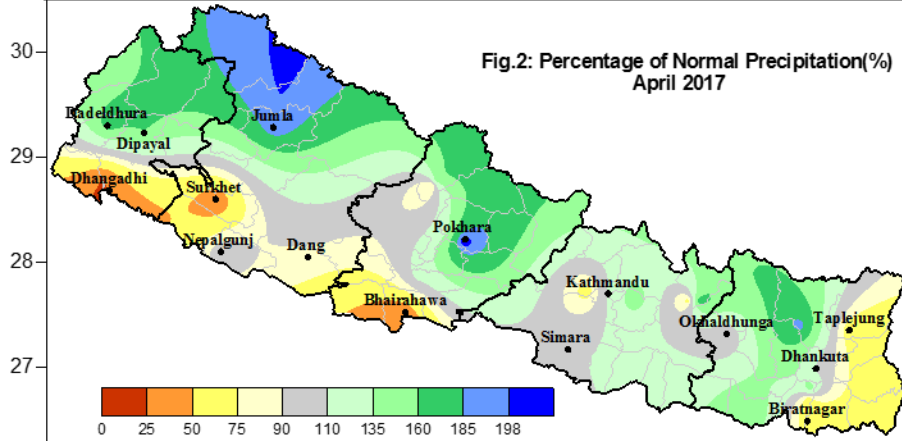 Fig.2: Percentage of Normal Precipitation(%)
April 2017
30
29
28
27
Dadeldhura
Dipayal
Jumla
Dhangadhi
Surkhet
Nepalgunj
Dang
Pokhara
Bhairahawa
Kathmandu
Simara
Okhaldhunga
Taplejung
Dhankuta
Biratnagar
0 25 50 75 90 110 135 160 185 198